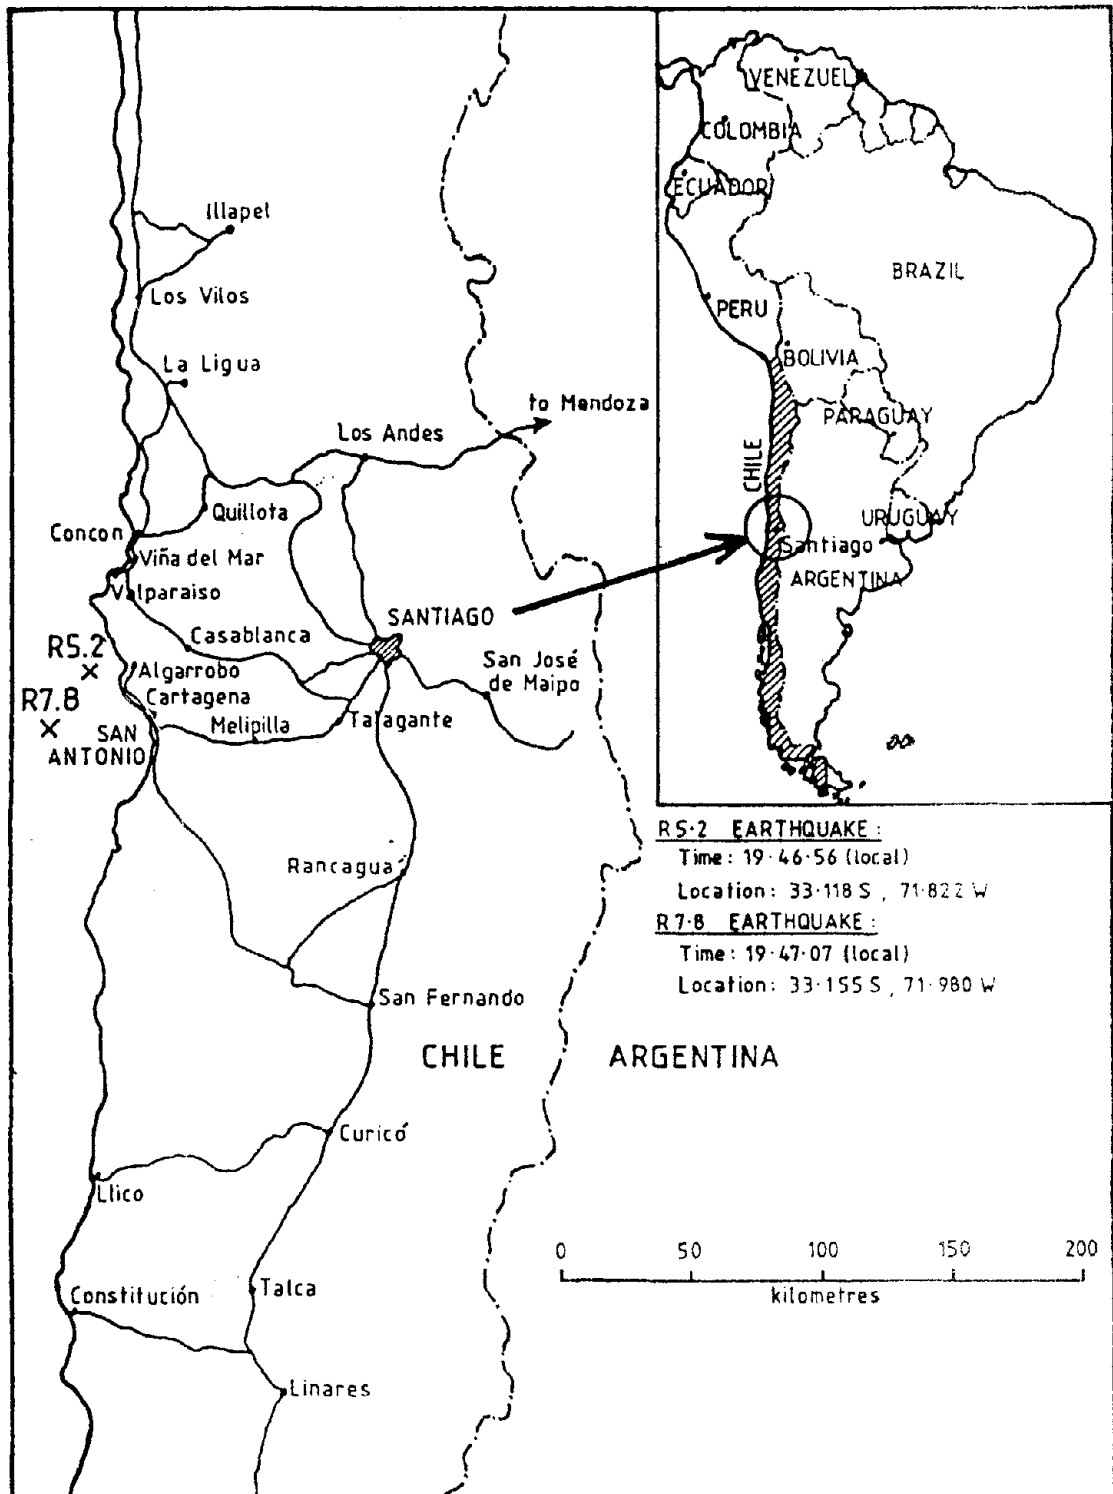 Illapel
Los Vilos
La Ligua
to Mendoza
Los Andes
Quillota
Concon
Viña del Mar
Valparaiso
SANTIAGO
Casablanca
R5.2
Algarrobo
San José
de Maipo
R7.8
Cartagena
SAN
ANTONIO
Melipilla
Talagante
Rancagua
San Fernando
CHILE
ARGENTINA
Curicó
Llico
Constitución
Talca
Linares
VENEZUEL
COLOMBIA
ECUADOR
BRAZIL
PERU
BOLIVIA
PARAGUAY
CHILE
URUGUAY
Santiago
ARGENTINA
R5·2 EARTHQUAKE:
Time: 19·46·56 (local)
Location: 33·118 S, 71·822 W
R7·8 EARTHQUAKE:
Time: 19·47·07 (local)
Location: 33·155 S, 71·980 W
0 50 100 150 200
kilometres